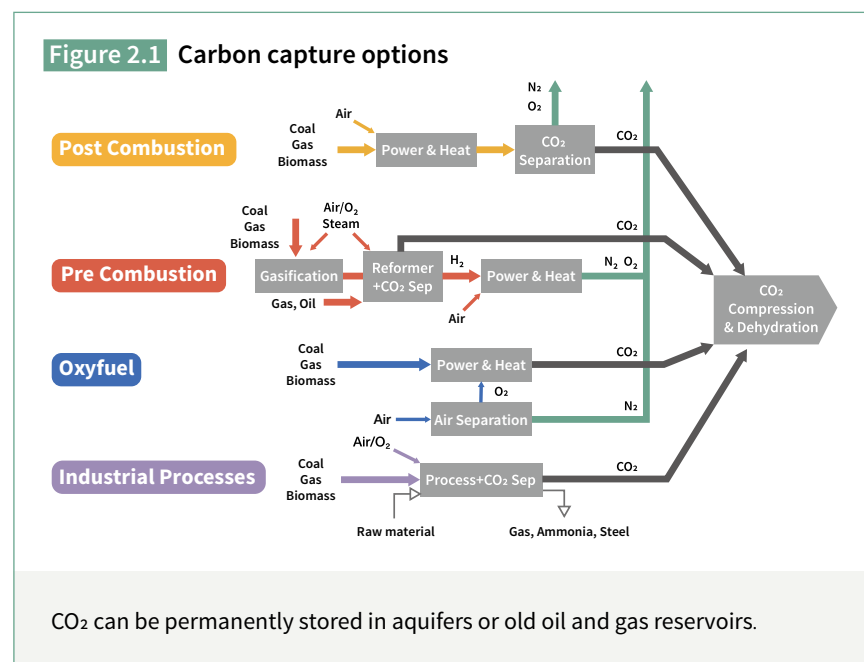 Figure 2.1 Carbon capture options
Post Combustion
Air
Coal
Gas
Biomass
Power & Heat
CO₂
Separation
N₂
O₂
CO₂
Pre Combustion
Coal
Gas
Biomass
Air/O₂
Steam
Gasification
Gas, Oil
Reformer
+CO₂ Sep
H₂
Air
Power & Heat
CO₂
N₂ O₂
CO₂
Compression
& Dehydration
Oxyfuel
Coal
Gas
Biomass
Power & Heat
CO₂
O₂
Air
Air Separation
N₂
Industrial Processes
Air/O₂
Coal
Gas
Biomass
Process+CO₂ Sep
CO₂
Raw material
Gas, Ammonia, Steel
CO₂ can be permanently stored in aquifers or old oil and gas reservoirs.